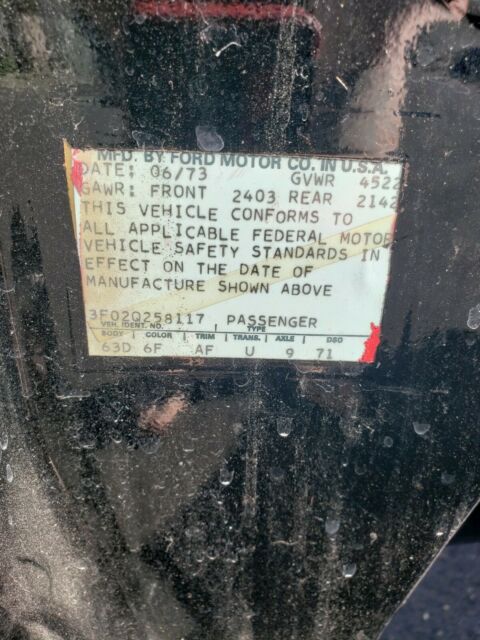 MFD. BY FORD MOTOR CO. IN U.S.A.
DATE: 06/73 GVWR 4522
GAWR: FRONT 2403 REAR 2142
THIS VEHICLE CONFORMS TO
ALL APPLICABLE FEDERAL MOTOR
VEHICLE SAFETY STANDARDS IN
EFFECT ON THE DATE OF
MANUFACTURE SHOWN ABOVE
3F02Q258117 PASSENGER
VEH. IDENT. NO. TYPE
BODY COLOR TRIM TRANS. AXLE DSO
63D 6F AF U 9 71